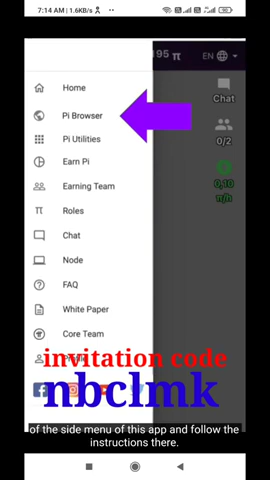 7:14 AM | 1.6KB/s
195 π
EN
Home
Chat
Pi Browser
0/2
Pi Utilities
Earn Pi
0,10
π/h
Earning Team
Roles
Chat
Node
FAQ
White Paper
Core Team
invitation code
nbclmk
of the side menu of this app and follow the
instructions there.